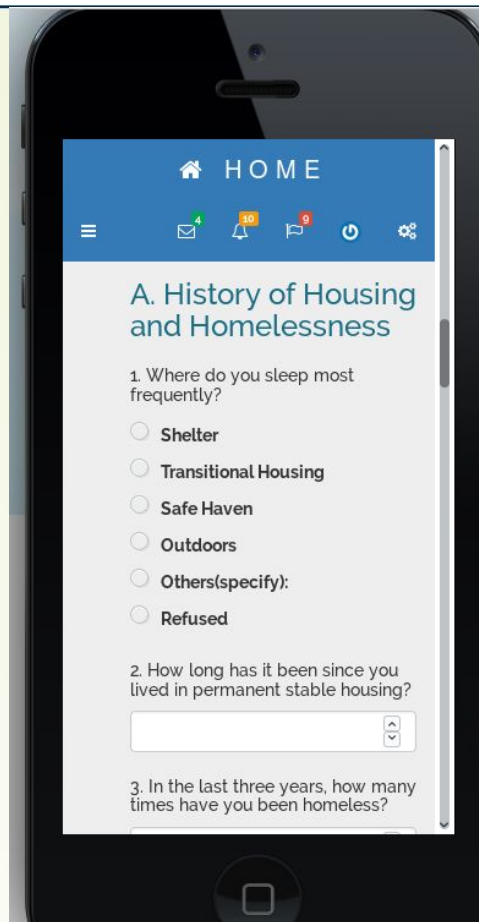 HOME
4
10
9
A. History of Housing
and Homelessness
1. Where do you sleep most
frequently?
Shelter
Transitional Housing
Safe Haven
Outdoors
Others(specify):
Refused
2. How long has it been since you
lived in permanent stable housing?
3. In the last three years, how many
times have you been homeless?